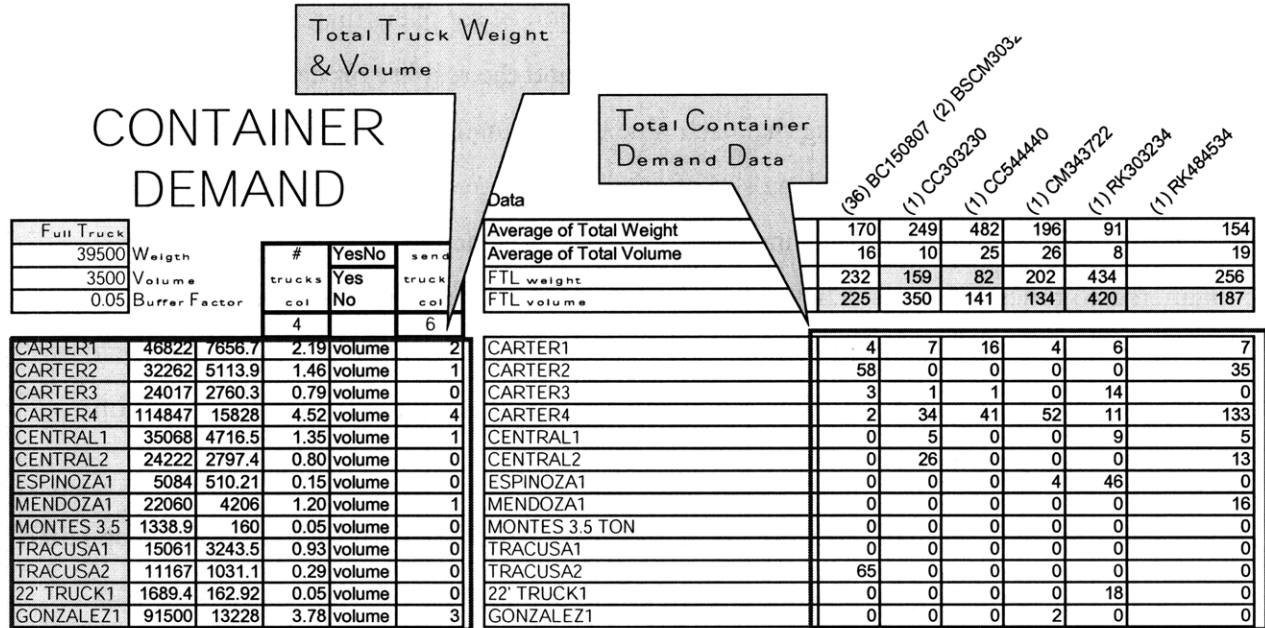 Total Truck Weight
& Volume
CONTAINER
DEMAND
Total Container
Demand Data
Data
(36) BC150807 (2) BSCM303
(1) CC303230
(1) CC544440
(1) CM343722
(1) RK303234
(1) RK484534
Full Truck
39500 Weigth
3500 Volume
0.05 Buffer Factor
# trucks col
YesNo
Yes
No
send truck col
4 6
Average of Total Weight 170 249 482 196 91 154
Average of Total Volume 16 10 25 26 8 19
FTL weight 232 159 82 202 434 256
FTL volume 225 350 141 134 420 187
CARTER1 46822 7656.7 2.19 volume 2
CARTER2 32262 5113.9 1.46 volume 1
CARTER3 24017 2760.3 0.79 volume 0
CARTER4 114847 15828 4.52 volume 4
CENTRAL1 35068 4716.5 1.35 volume 1
CENTRAL2 24222 2797.4 0.80 volume 0
ESPINOZA1 5084 510.21 0.15 volume 0
MENDOZA1 22060 4206 1.20 volume 1
MONTES 3.5 1338.9 160 0.05 volume 0
TRACUSA1 15061 3243.5 0.93 volume 0
TRACUSA2 11167 1031.1 0.29 volume 0
22' TRUCK1 1689.4 162.92 0.05 volume 0
GONZALEZ1 91500 13228 3.78 volume 3
CARTER1 4 7 16 4 6 7
CARTER2 58 0 0 0 0 35
CARTER3 3 1 1 0 14 0
CARTER4 2 34 41 52 11 133
CENTRAL1 0 5 0 0 9 5
CENTRAL2 0 26 0 0 0 13
ESPINOZA1 0 0 0 4 46 0
MENDOZA1 0 0 0 0 0 16
MONTES 3.5 TON 0 0 0 0 0 0
TRACUSA1 0 0 0 0 0 0
TRACUSA2 65 0 0 0 0 0
22' TRUCK1 0 0 0 0 18 0
GONZALEZ1 0 0 0 2 0 0